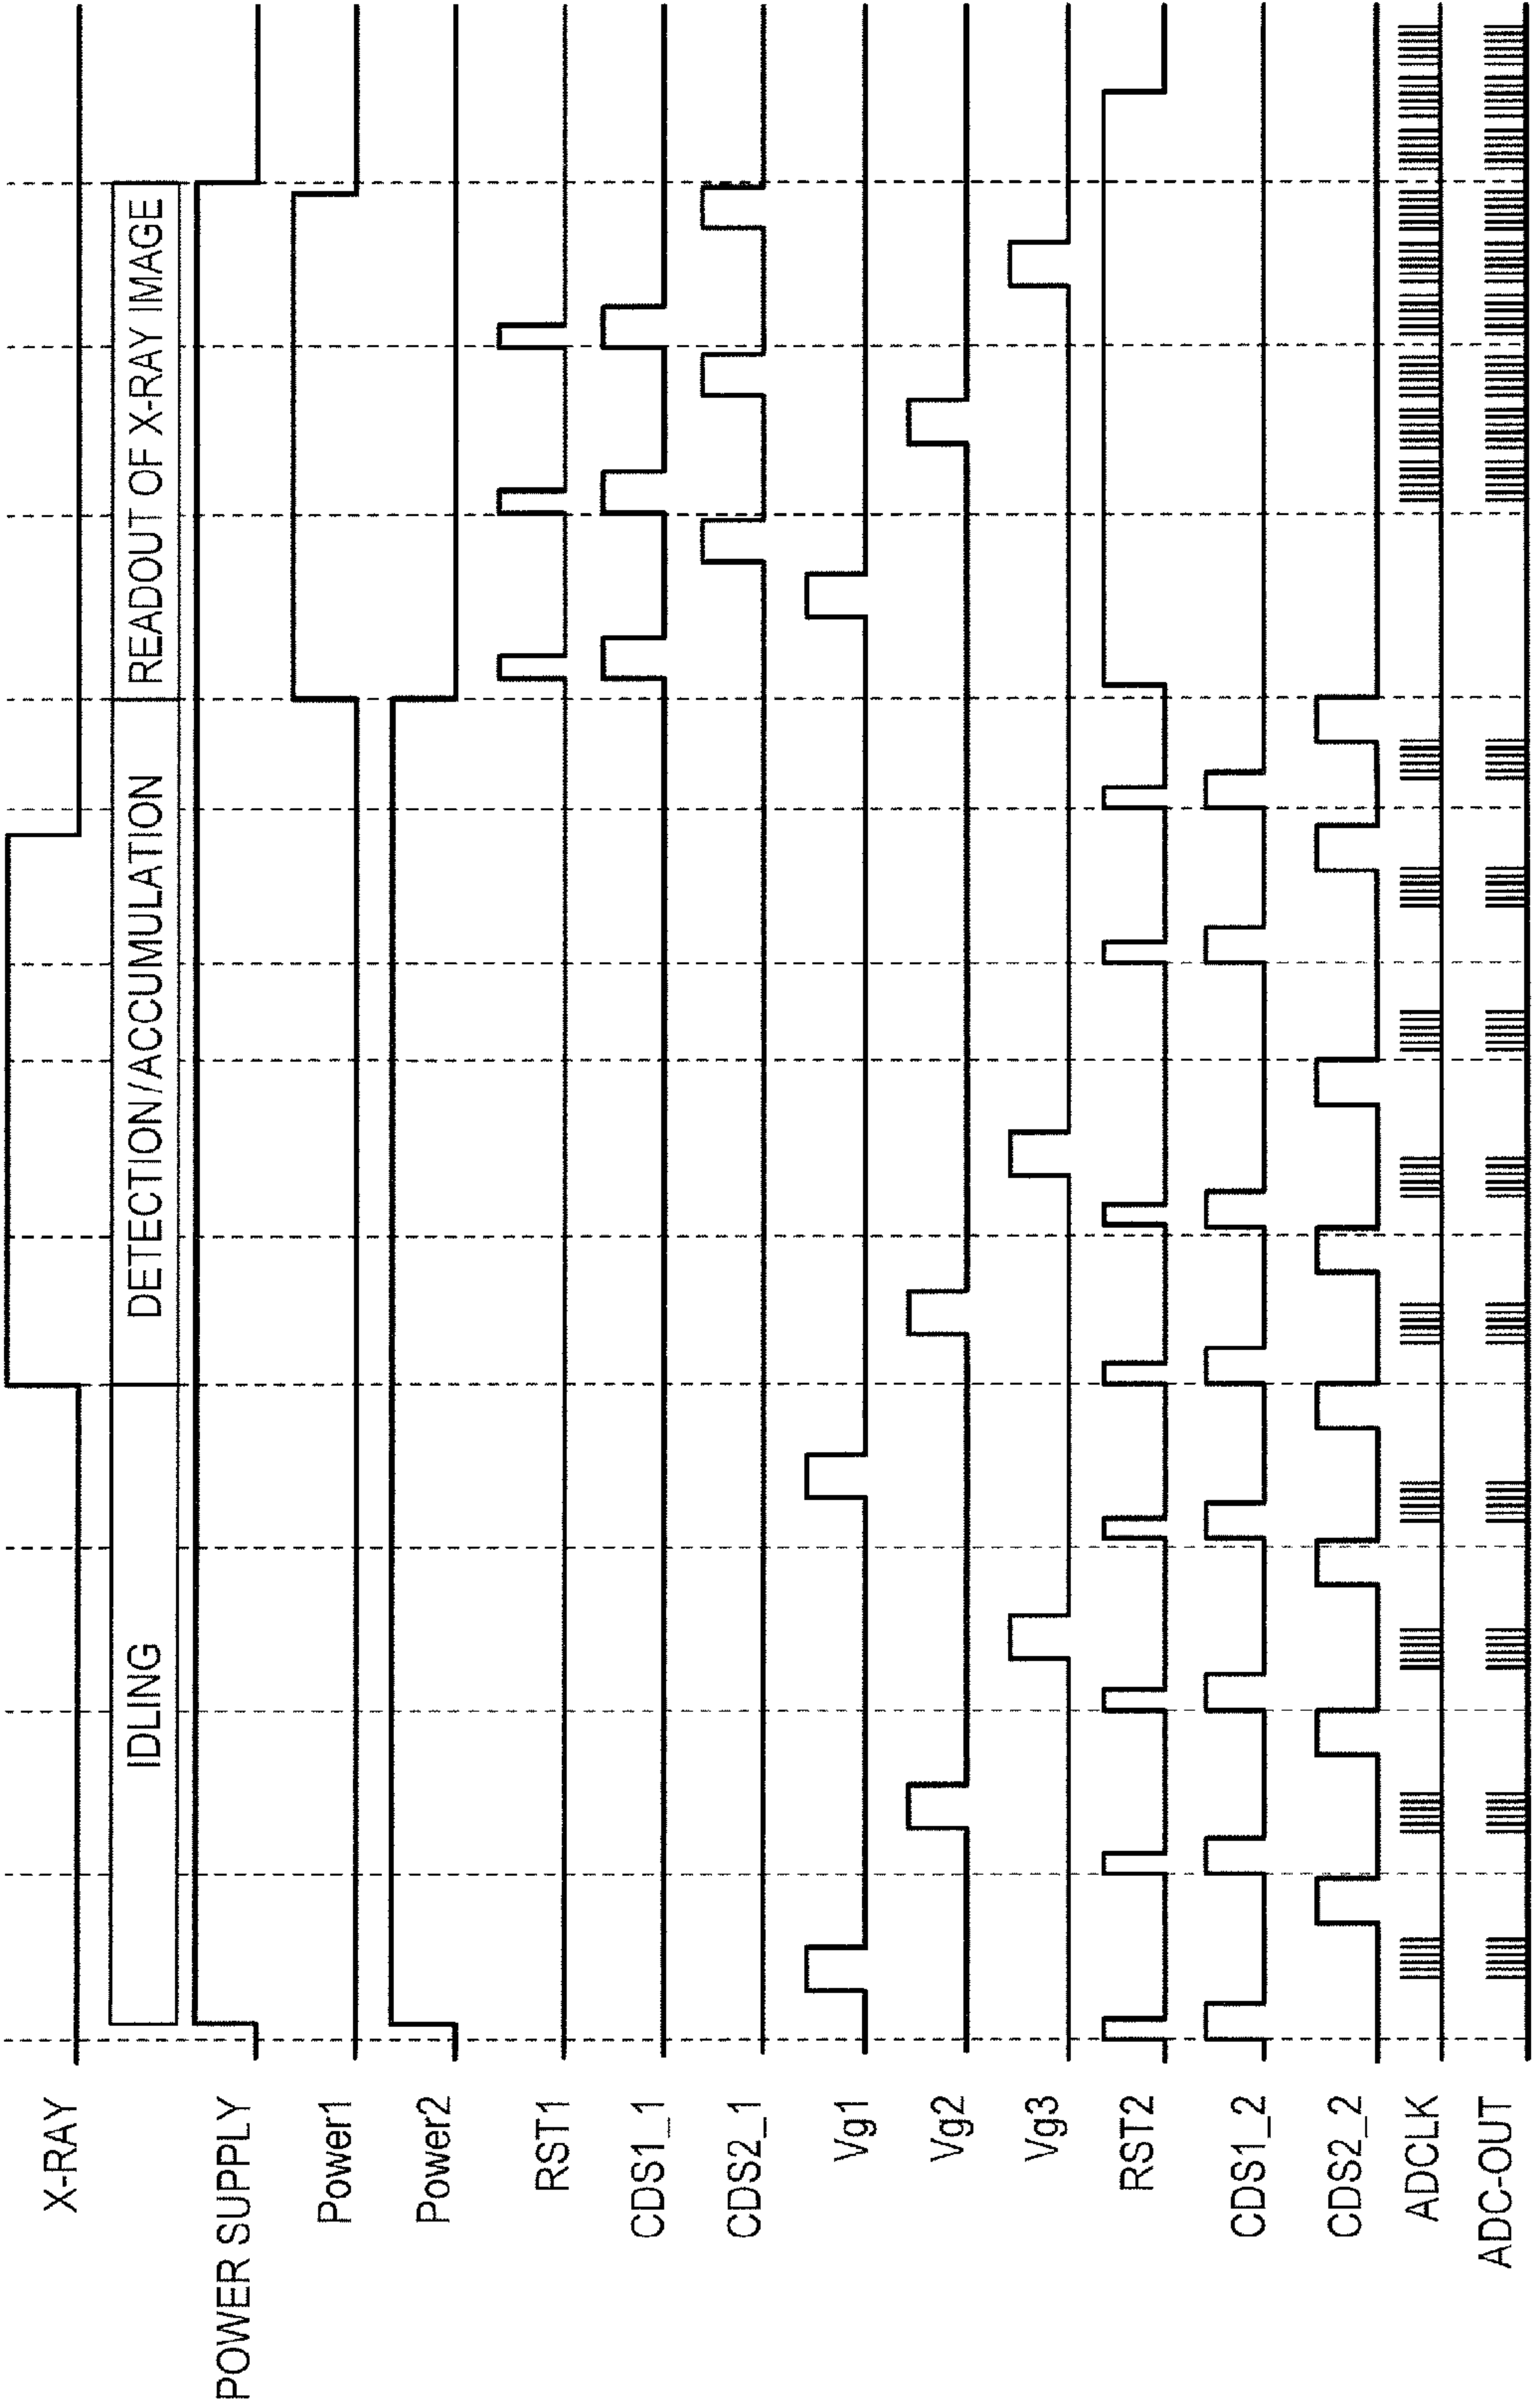 X-RAY
IDLING
DETECTION/ACCUMULATION
READOUT OF X-RAY IMAGE
POWER SUPPLY
Power1
Power2
RST1
CDS1_1
CDS2_1
Vg1
Vg2
Vg3
RST2
CDS1_2
CDS2_2
ADCLK
ADC-OUT